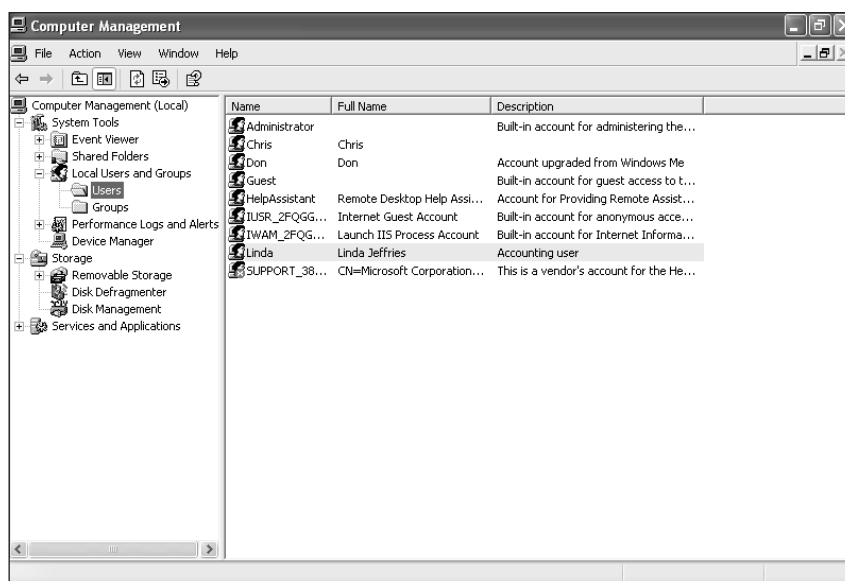 Computer Management
File Action View Window Help
Computer Management (Local)
System Tools
Event Viewer
Shared Folders
Local Users and Groups
Users
Groups
Performance Logs and Alerts
Device Manager
Storage
Removable Storage
Disk Defragmenter
Disk Management
Services and Applications
Name Full Name Description
Administrator Built-in account for administering the...
Chris Chris
Don Don Account upgraded from Windows Me
Guest Built-in account for guest access to t...
HelpAssistant Remote Desktop Help Assi... Account for Providing Remote Assist...
IUSR_2FQGG... Internet Guest Account Built-in account for anonymous acce...
IWAM_2FQG... Launch IIS Process Account Built-in account for Internet Informa...
Linda Linda Jeffries Accounting user
SUPPORT_38... CN=Microsoft Corporation... This is a vendor's account for the He...